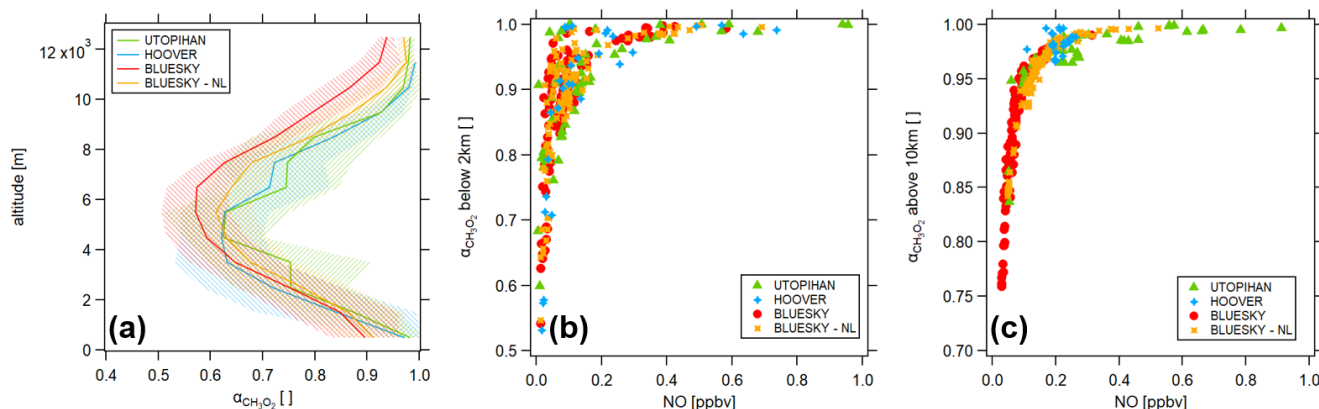 UTOPIHAN
HOOVER
BLUESKY
BLUESKY - NL
12 x10³
10
8
6
4
2
0
altitude [m]
0.4 0.5 0.6 0.7 0.8 0.9 1.0
α_CH₃O₂ [ ]
(a)
1.0
0.9
0.8
0.7
0.6
0.5
α_CH₃O₂ below 2km [ ]
UTOPIHAN
HOOVER
BLUESKY
BLUESKY - NL
(b)
0.0 0.2 0.4 0.6 0.8 1.0
NO [ppbv]
1.00
0.95
0.90
0.85
0.80
0.75
0.70
α_CH₃O₂ above 10km [ ]
UTOPIHAN
HOOVER
BLUESKY
BLUESKY - NL
(c)
0.0 0.2 0.4 0.6 0.8 1.0
NO [ppbv]